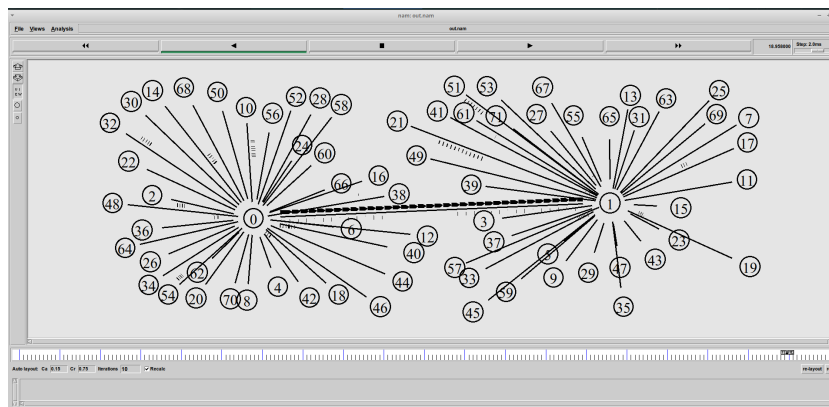 nam: out.nam
File Views Analysis out.nam
18.958000 Step: 2.0ms
51 53 67 25
68 50 52 28 13 63
14 30 10 56 58 41 61 71 27 55 65 31 69 7
32 21
24 60 17
22 49
66 16 39 11
2 38
48 0 1 15
36 6 3
12 37 23
64 40
26 5
62 57 33 47 43 19
34 54 4 44 9 29
20 70 8 42 18 46 59 35
45
Auto layout: Ca 0.15 Cr 0.75 Iterations 10 Recalc re-layout